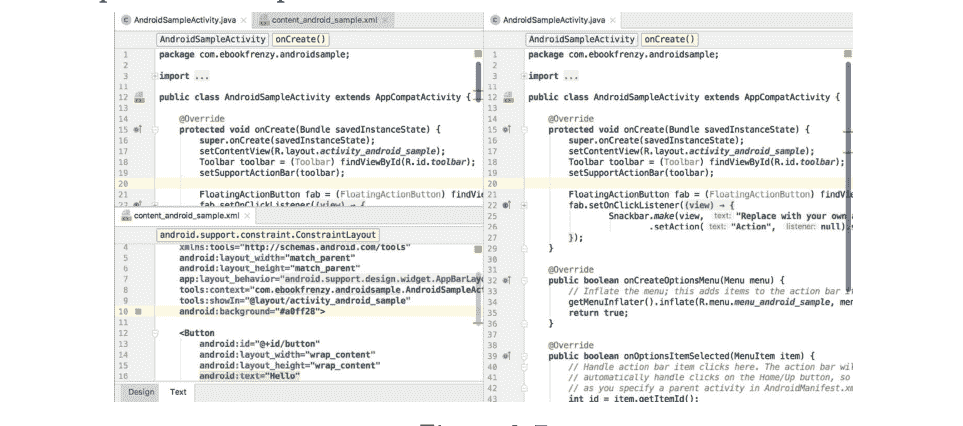 AndroidSampleActivity.java × content_android_sample.xml ×
AndroidSampleActivity onCreate()
1 package com.ebookfrenzy.androidsample;
2
3 import ...
11
12 public class AndroidSampleActivity extends AppCompatActivity {
13
14 @Override
15 protected void onCreate(Bundle savedInstanceState) {
16 super.onCreate(savedInstanceState);
17 setContentView(R.layout.activity_android_sample);
18 Toolbar toolbar = (Toolbar) findViewById(R.id.toolbar);
19 setSupportActionBar(toolbar);
20
21 FloatingActionButton fab = (FloatingActionButton) findVie
22 fab.setOnClickListener((view) → {
content_android_sample.xml ×
android.support.constraint.ConstraintLayout
4 xmlns:tools="http://schemas.android.com/tools"
5 android:layout_width="match_parent"
6 android:layout_height="match_parent"
7 app:layout_behavior="android.support.design.widget.AppBarLay
8 tools:context="com.ebookfrenzy.androidsample.AndroidSampleAct
9 tools:showIn="@layout/activity_android_sample"
10 android:background="#a0ff28">
11
12 <Button
13 android:id="@+id/button"
14 android:layout_width="wrap_content"
15 android:layout_height="wrap_content"
16 android:text="Hello"
Design Text
AndroidSampleActivity.java ×
AndroidSampleActivity onCreate()
1 package com.ebookfrenzy.androidsample;
2
3 import ...
11
12 public class AndroidSampleActivity extends AppCompatActivity {
13
14 @Override
15 protected void onCreate(Bundle savedInstanceState) {
16 super.onCreate(savedInstanceState);
17 setContentView(R.layout.activity_android_sample);
18 Toolbar toolbar = (Toolbar) findViewById(R.id.toolbar);
19 setSupportActionBar(toolbar);
20
21 FloatingActionButton fab = (FloatingActionButton) findVie
22 fab.setOnClickListener((view) → {
25 Snackbar.make(view, text: "Replace with your own
26 .setAction( text: "Action", listener: null)
27 });
29 }
30
31 @Override
32 public boolean onCreateOptionsMenu(Menu menu) {
33 // Inflate the menu; this adds items to the action bar i
34 getMenuInflater().inflate(R.menu.menu_android_sample, men
35 return true;
36 }
37
38 @Override
39 public boolean onOptionsItemSelected(MenuItem item) {
40 // Handle action bar item clicks here. The action bar wil
41 // automatically handle clicks on the Home/Up button, so
42 // as you specify a parent activity in AndroidManifest.xm
43 int id = item.getItemId();